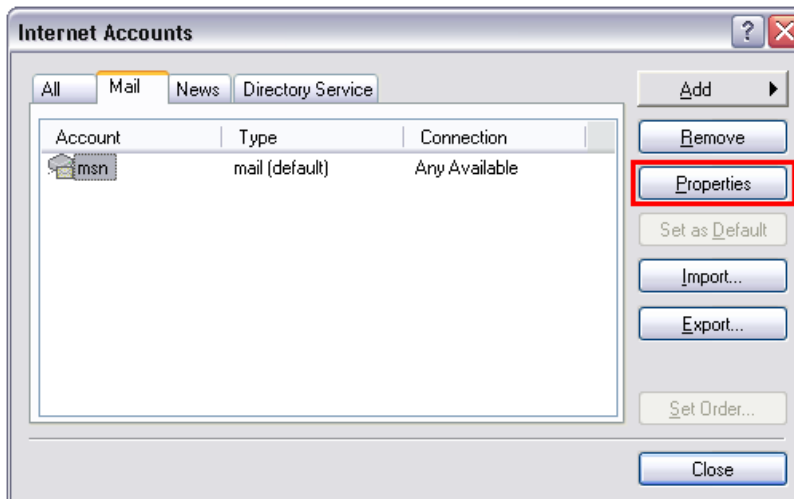 Internet Accounts
All Mail News Directory Service
Add
Account Type Connection
Remove
msn mail (default) Any Available
Properties
Set as Default
Import...
Export...
Set Order...
Close